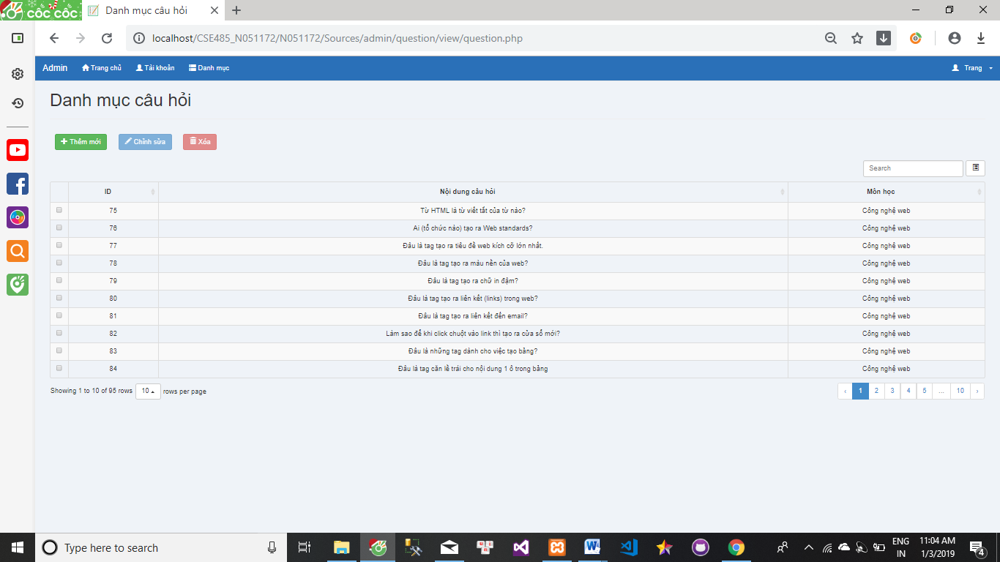 CỐC CỐC
Danh mục câu hỏi
localhost/CSE485_N051172/N051172/Sources/admin/question/view/question.php
Admin Trang chủ Tài khoản Danh mục Trang
Danh mục câu hỏi
Thêm mới Chỉnh sửa Xóa
Search
ID Nội dung câu hỏi Môn học
75 Từ HTML là từ viết tắt của từ nào? Công nghệ web
76 Ai (tổ chức nào) tạo ra Web standards? Công nghệ web
77 Đâu là tag tạo ra tiêu đề web kích cỡ lớn nhất. Công nghệ web
78 Đâu là tag tạo ra màu nền của web? Công nghệ web
79 Đâu là tag tạo ra chữ in đậm? Công nghệ web
80 Đâu là tag tạo ra liên kết (links) trong web? Công nghệ web
81 Đâu là tag tạo ra liên kết đến email? Công nghệ web
82 Làm sao để khi click chuột vào link thì tạo ra cửa sổ mới? Công nghệ web
83 Đâu là những tag dành cho việc tạo bảng? Công nghệ web
84 Đâu là tag căn lề trái cho nội dung 1 ô trong bảng Công nghệ web
Showing 1 to 10 of 95 rows 10 rows per page ‹ 1 2 3 4 5 ... 10 ›
Type here to search
ENG
IN
11:04 AM
1/3/2019
4